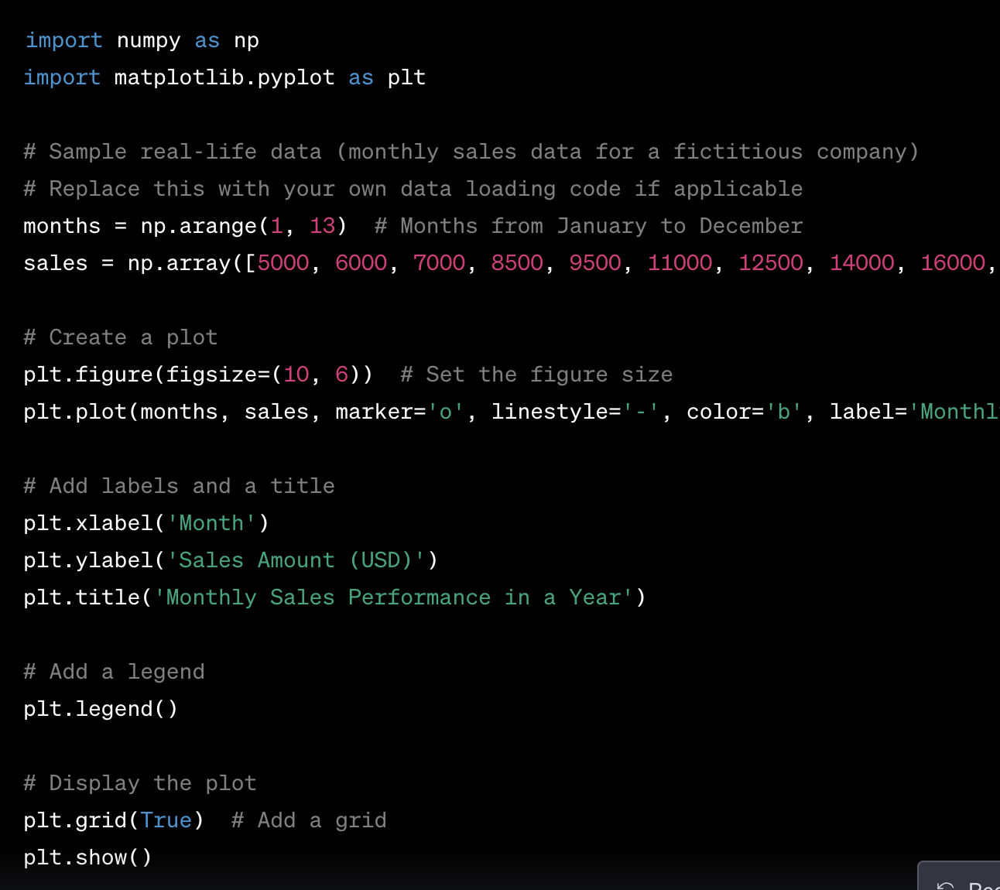 import numpy as np
import matplotlib.pyplot as plt
# Sample real-life data (monthly sales data for a fictitious company)
# Replace this with your own data loading code if applicable
months = np.arange(1, 13)  # Months from January to December
sales = np.array([5000, 6000, 7000, 8500, 9500, 11000, 12500, 14000, 16000,
# Create a plot
plt.figure(figsize=(10, 6))  # Set the figure size
plt.plot(months, sales, marker='o', linestyle='-', color='b', label='Monthl
# Add labels and a title
plt.xlabel('Month')
plt.ylabel('Sales Amount (USD)')
plt.title('Monthly Sales Performance in a Year')
# Add a legend
plt.legend()
# Display the plot
plt.grid(True)  # Add a grid
plt.show()